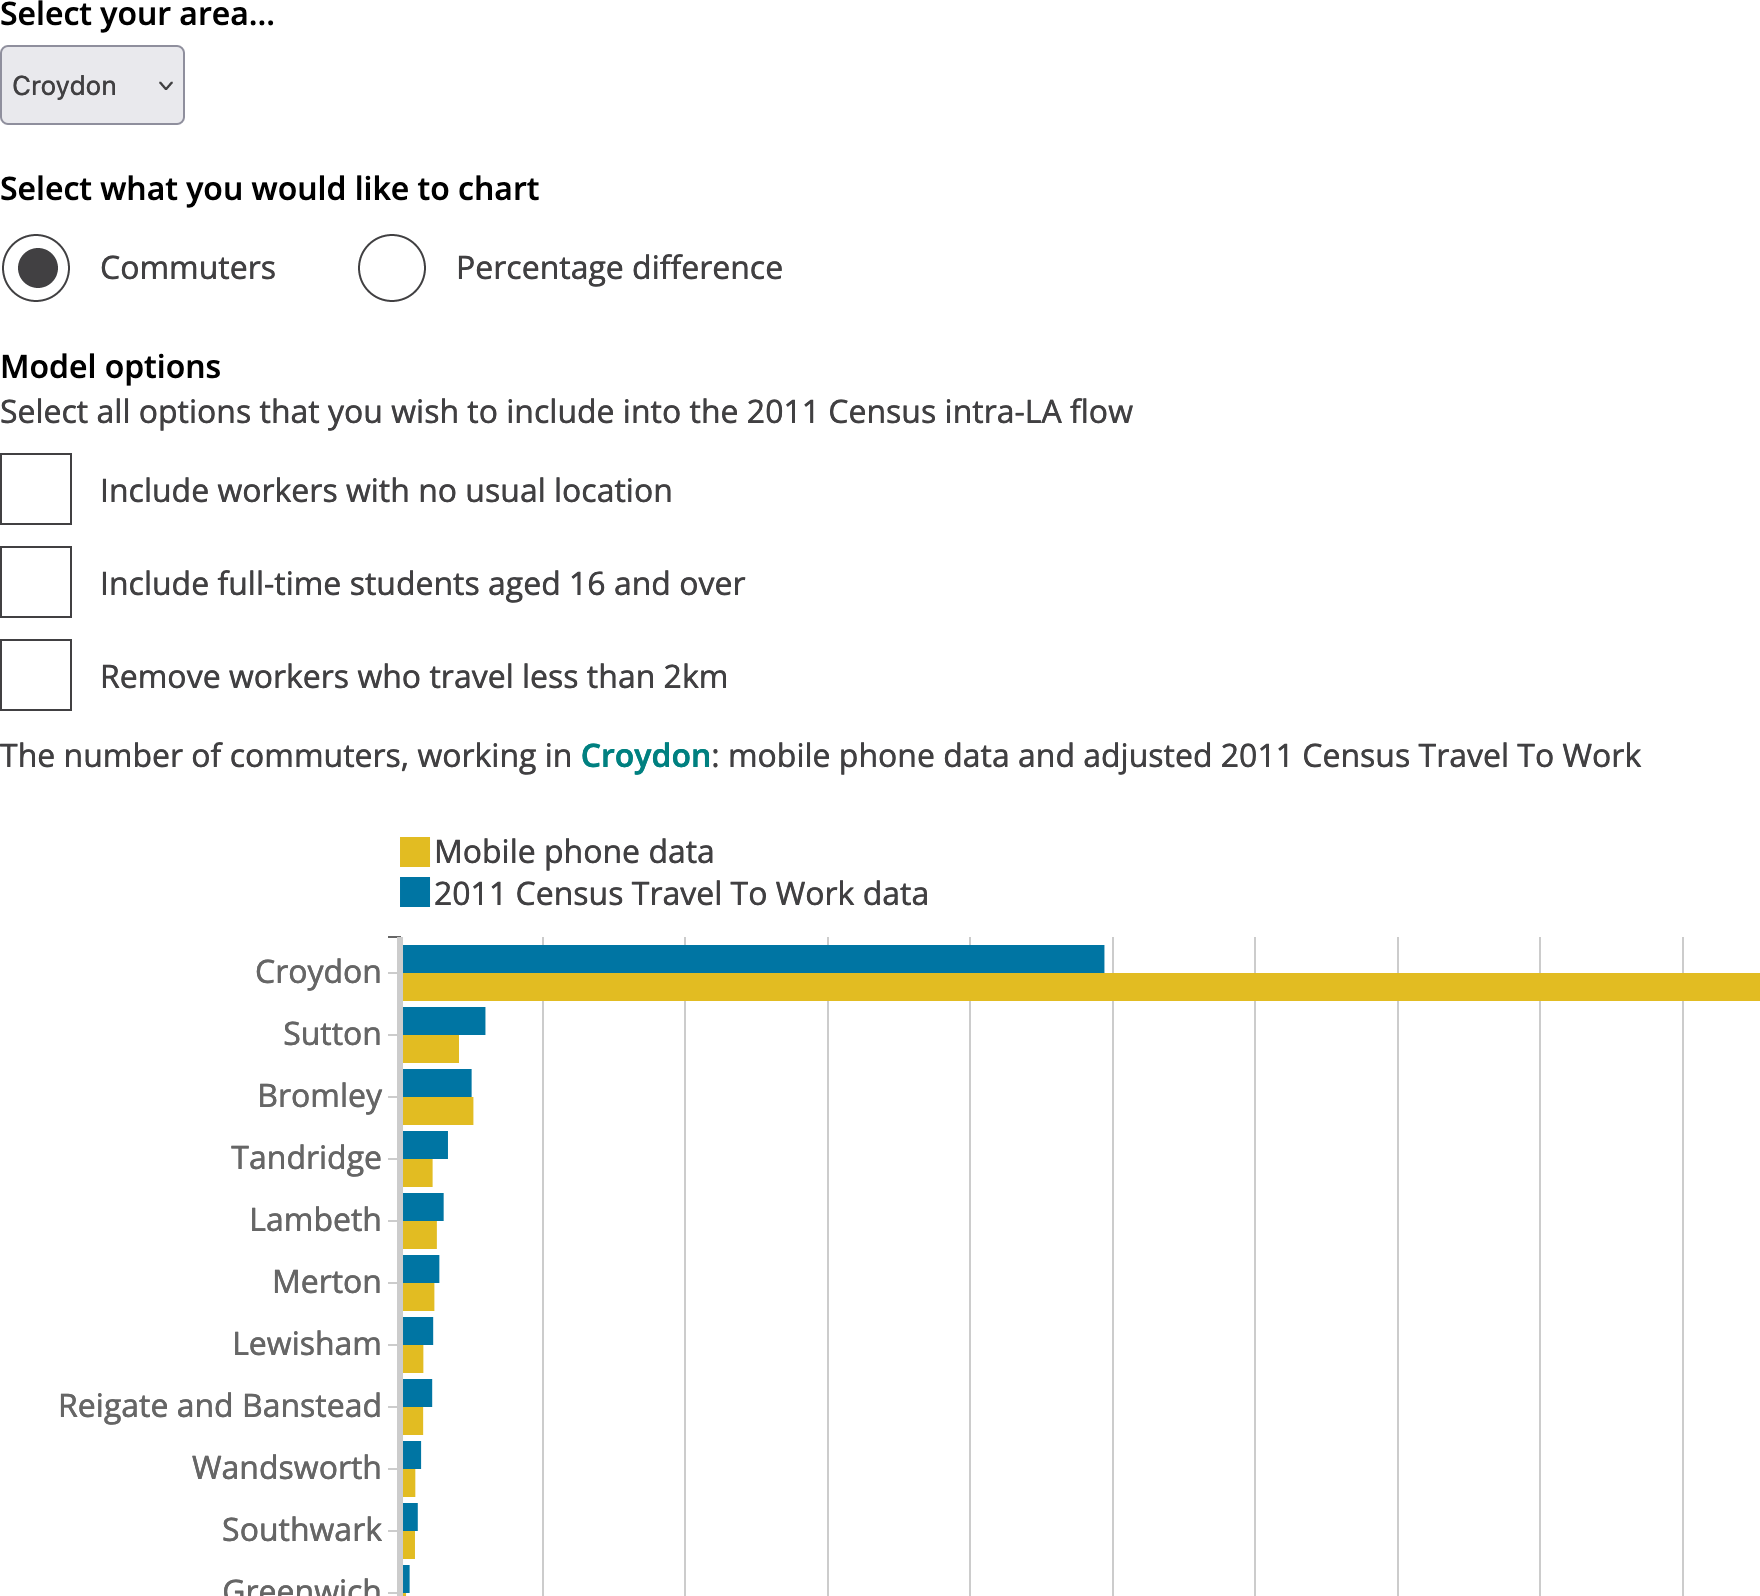 Select your area...
Croydon
Select what you would like to chart
Commuters Percentage difference
Model options
Select all options that you wish to include into the 2011 Census intra-LA flow
Include workers with no usual location
Include full-time students aged 16 and over
Remove workers who travel less than 2km
The number of commuters, working in Croydon: mobile phone data and adjusted 2011 Census Travel To Work
Mobile phone data
2011 Census Travel To Work data
Croydon
Sutton
Bromley
Tandridge
Lambeth
Merton
Lewisham
Reigate and Banstead
Wandsworth
Southwark
Greenwich